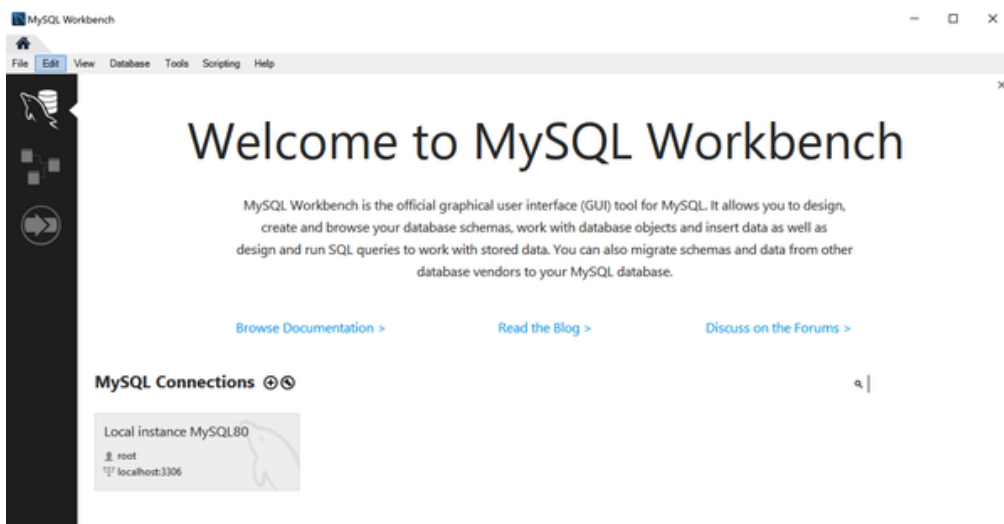 MySQL Workbench
File Edit View Database Tools Scripting Help
Welcome to MySQL Workbench
MySQL Workbench is the official graphical user interface (GUI) tool for MySQL. It allows you to design,
create and browse your database schemas, work with database objects and insert data as well as
design and run SQL queries to work with stored data. You can also migrate schemas and data from other
database vendors to your MySQL database.
Browse Documentation > Read the Blog > Discuss on the Forums >
MySQL Connections
Local instance MySQL80
root
localhost:3306